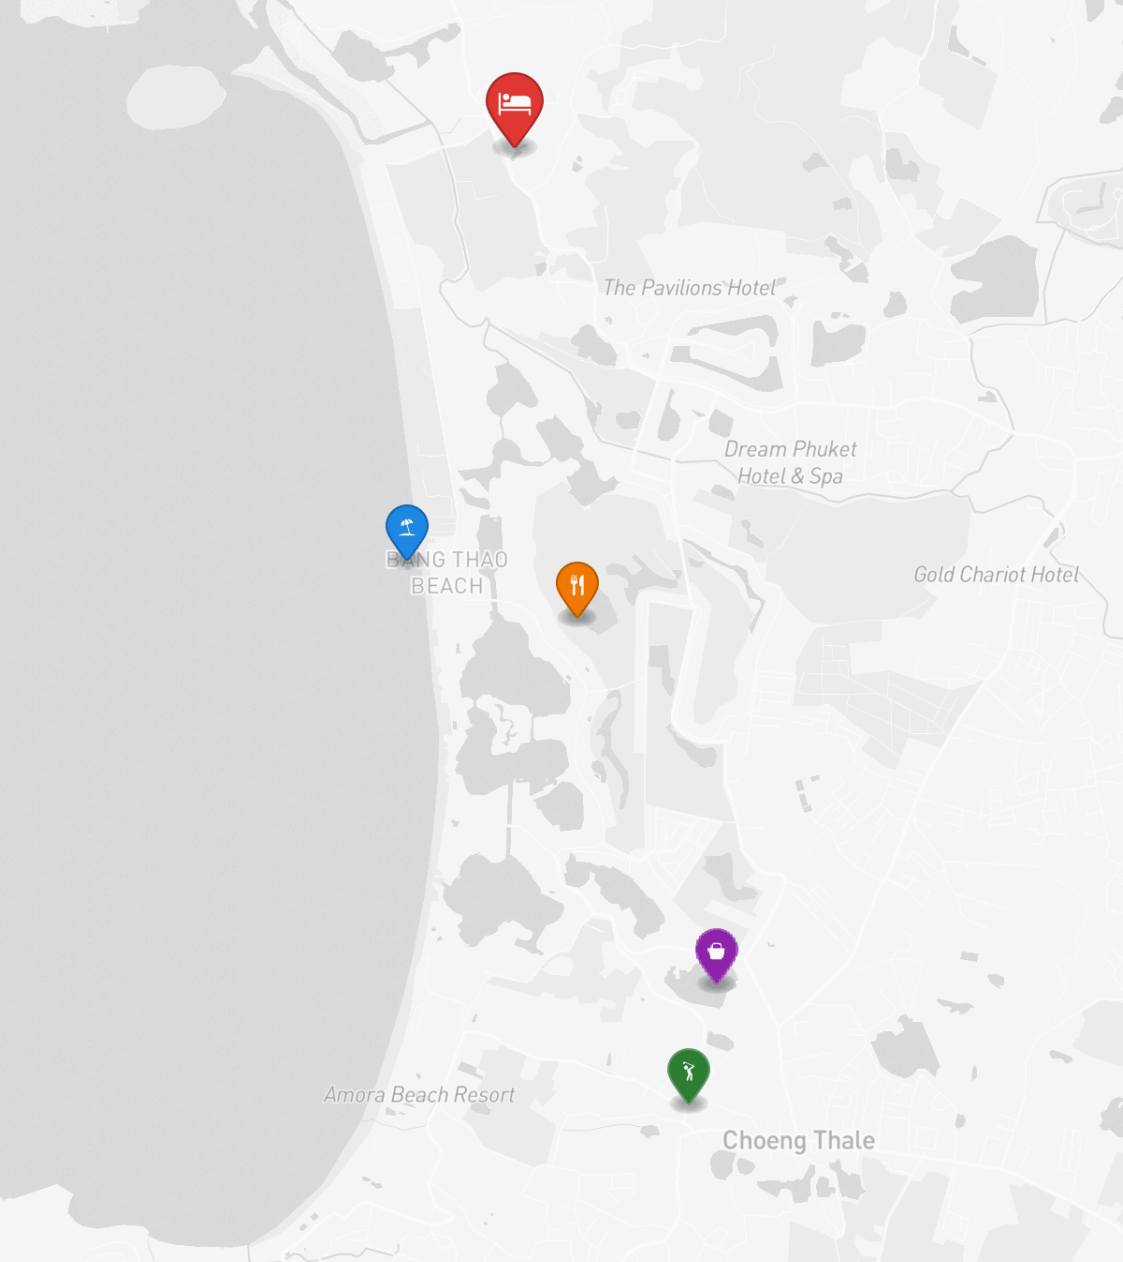 The Pavilions Hotel
Dream Phuket
Hotel & Spa
BANG THAO
BEACH
Gold Chariot Hotel
Amora Beach Resort
Choeng Thale